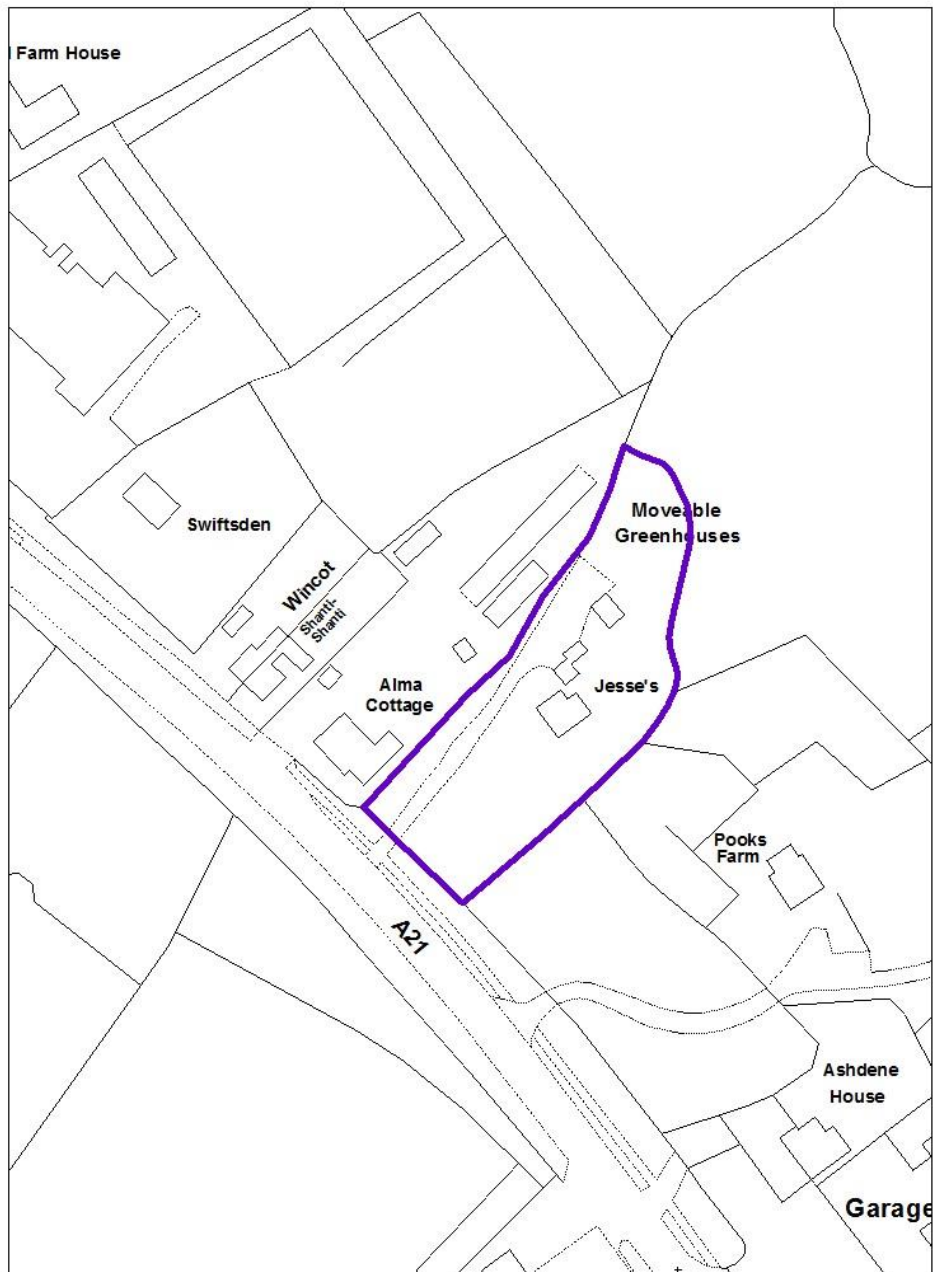 l Farm House
Swiftsden
Wincot
Shanti-
Shanti
Alma
Cottage
Moveable
Greenhouses
Jesse's
Pooks
Farm
A21
Ashdene
House
Garage